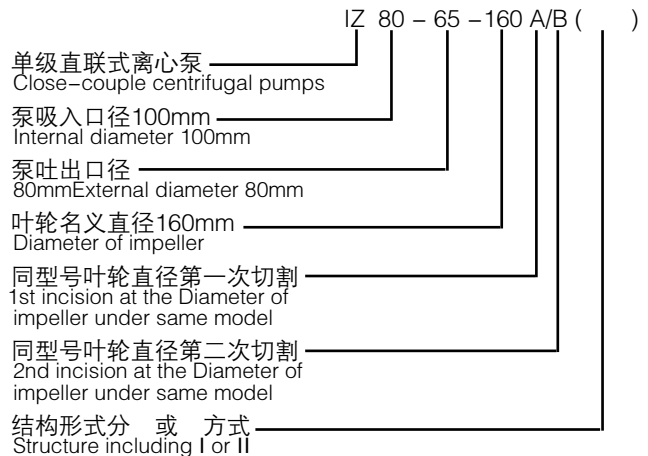 IZ 80 – 65 –160 A/B (      )
单级直联式离心泵
Close–couple centrifugal pumps
泵吸入口径100mm
Internal diameter 100mm
泵吐出口径
80mmExternal diameter 80mm
叶轮名义直径160mm
Diameter of impeller
同型号叶轮直径第一次切割
1st incision at the Diameter of
impeller under same model
同型号叶轮直径第二次切割
2nd incision at the Diameter of
impeller under same model
结构形式分　或　方式
Structure including I or II